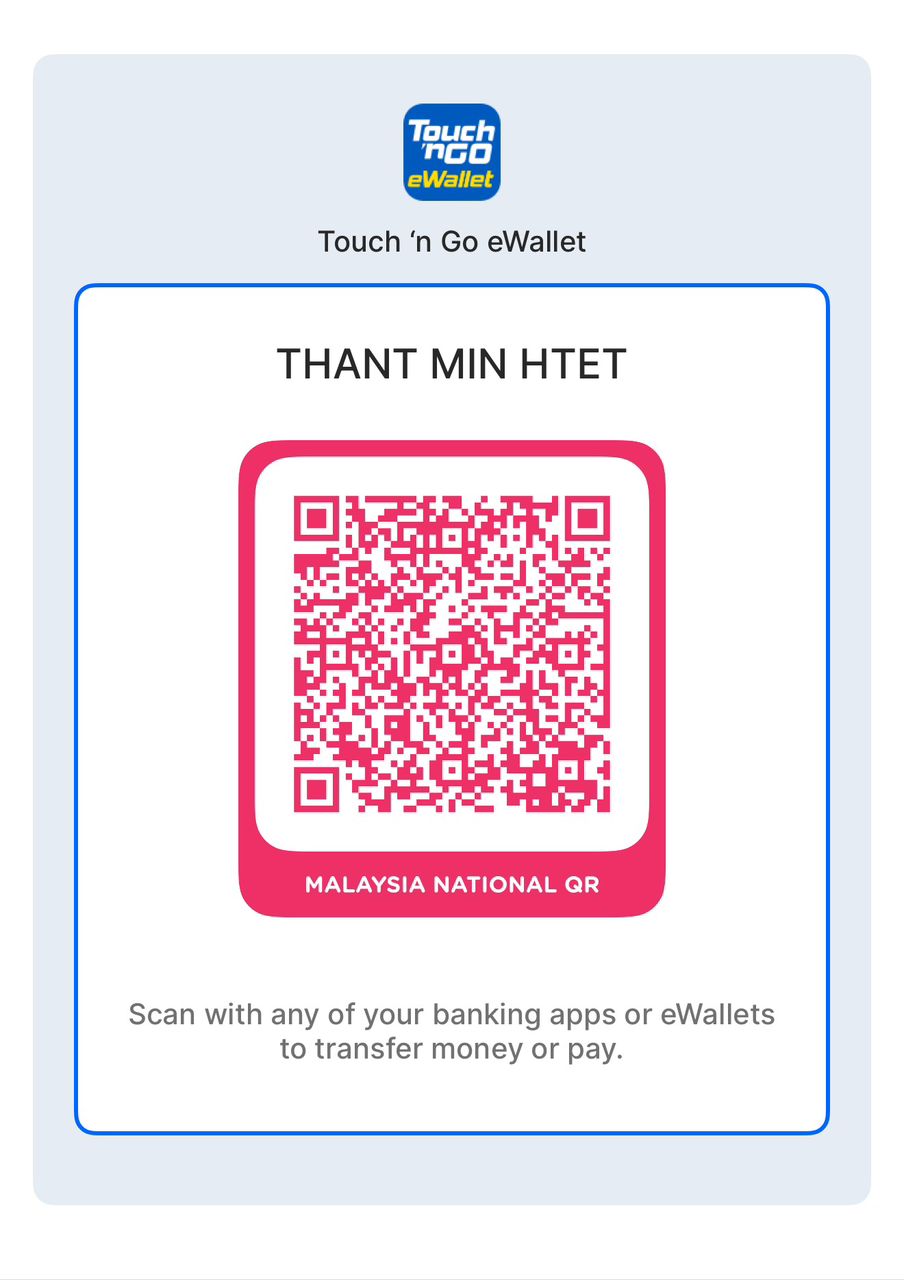 Touch
'nGO
eWallet
Touch ‘n Go eWallet
THANT MIN HTET
MALAYSIA NATIONAL QR
Scan with any of your banking apps or eWallets
to transfer money or pay.